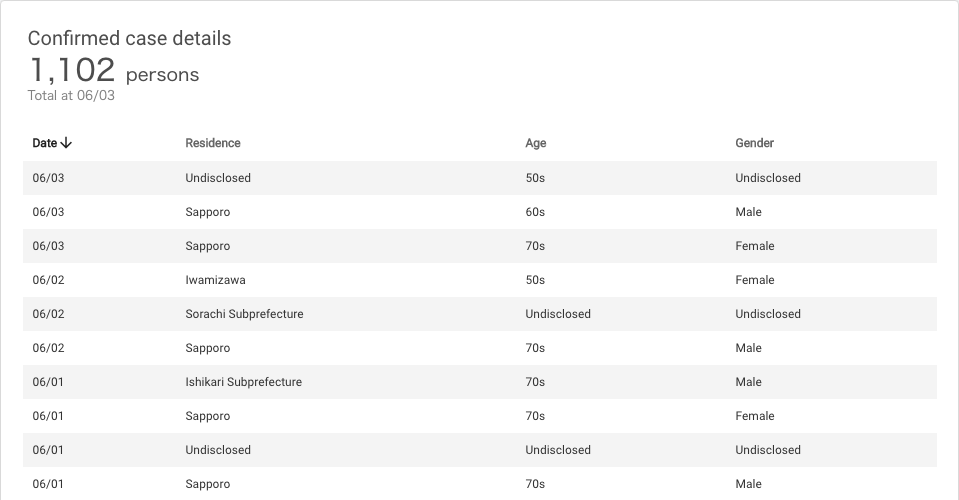 Confirmed case details
1,102 persons
Total at 06/03
Date Residence Age Gender
06/03 Undisclosed 50s Undisclosed
06/03 Sapporo 60s Male
06/03 Sapporo 70s Female
06/02 Iwamizawa 50s Female
06/02 Sorachi Subprefecture Undisclosed Undisclosed
06/02 Sapporo 70s Male
06/01 Ishikari Subprefecture 70s Male
06/01 Sapporo 70s Female
06/01 Undisclosed Undisclosed Undisclosed
06/01 Sapporo 70s Male